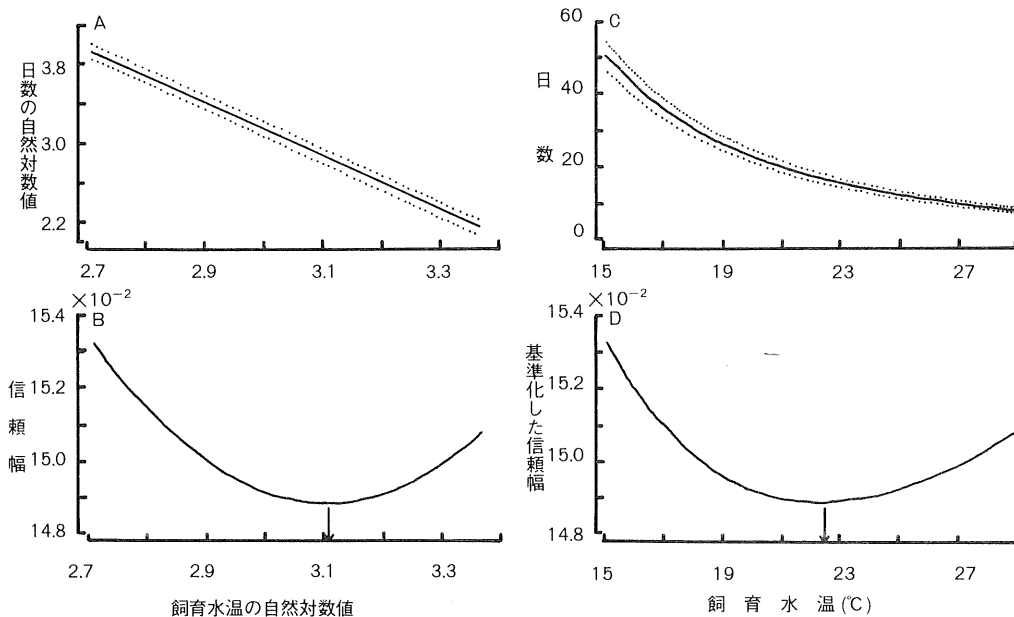 A
日数の自然対数値
3.8
3.0
2.2
2.7 2.9 3.1 3.3
C
日数
60
40
20
0
15 19 23 27
×10⁻²
B
信頼幅
15.4
15.2
15.0
14.8
2.7 2.9 3.1 3.3
飼育水温の自然対数値
×10⁻²
D
基準化した信頼幅
15.4
15.2
15.0
14.8
15 19 23 27
飼育水温(℃)